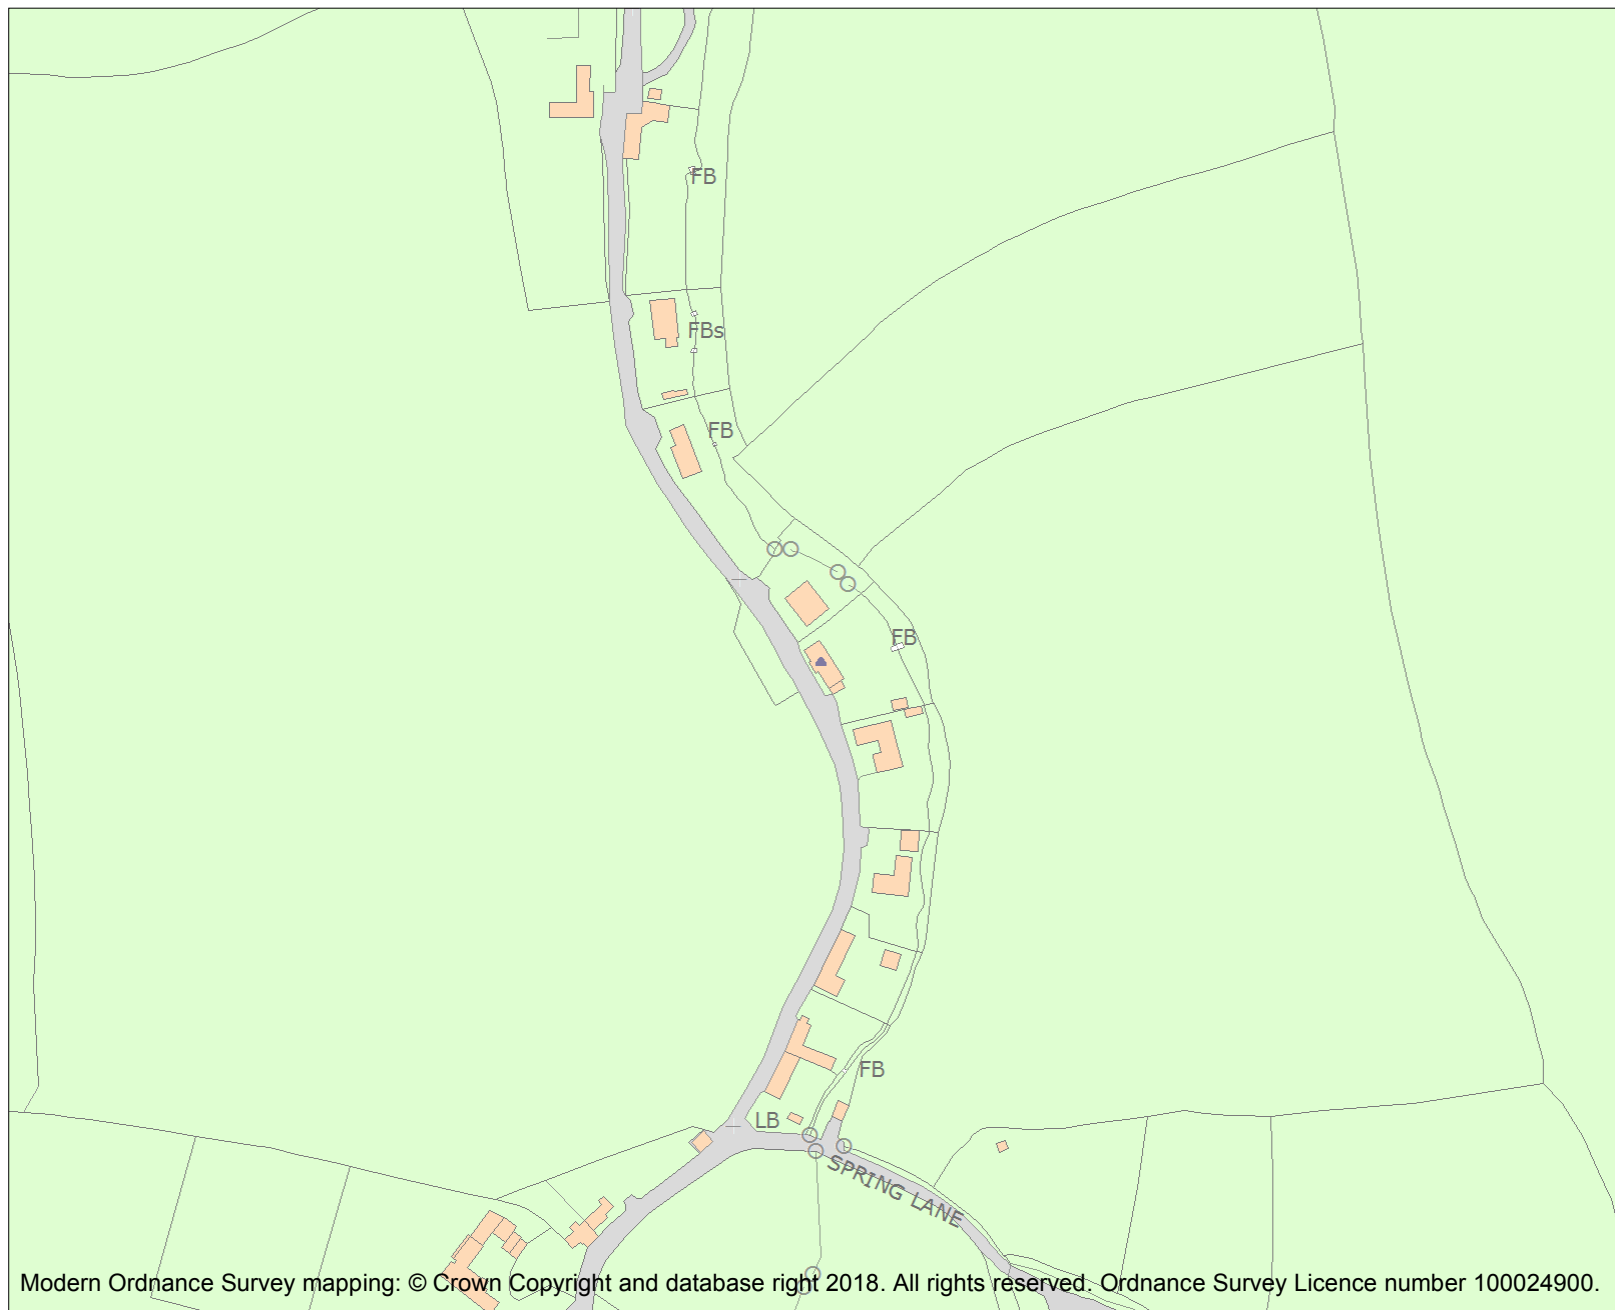 FB
FBs
FB
FB
FB
LB
SPRING LANE
Modern Ordnance Survey mapping: © Crown Copyright and database right 2018. All rights reserved. Ordnance Survey Licence number 100024900.